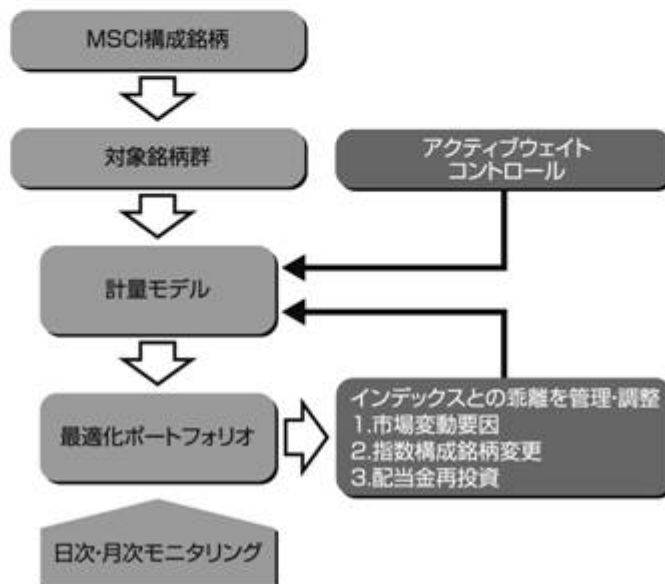 MSCI構成銘柄
対象銘柄群
アクティブウェイト
コントロール
計量モデル
最適化ポートフォリオ
インデックスとの乖離を管理・調整
1.市場変動要因
2.指数構成銘柄変更
3.配当金再投資
日次・月次モニタリング